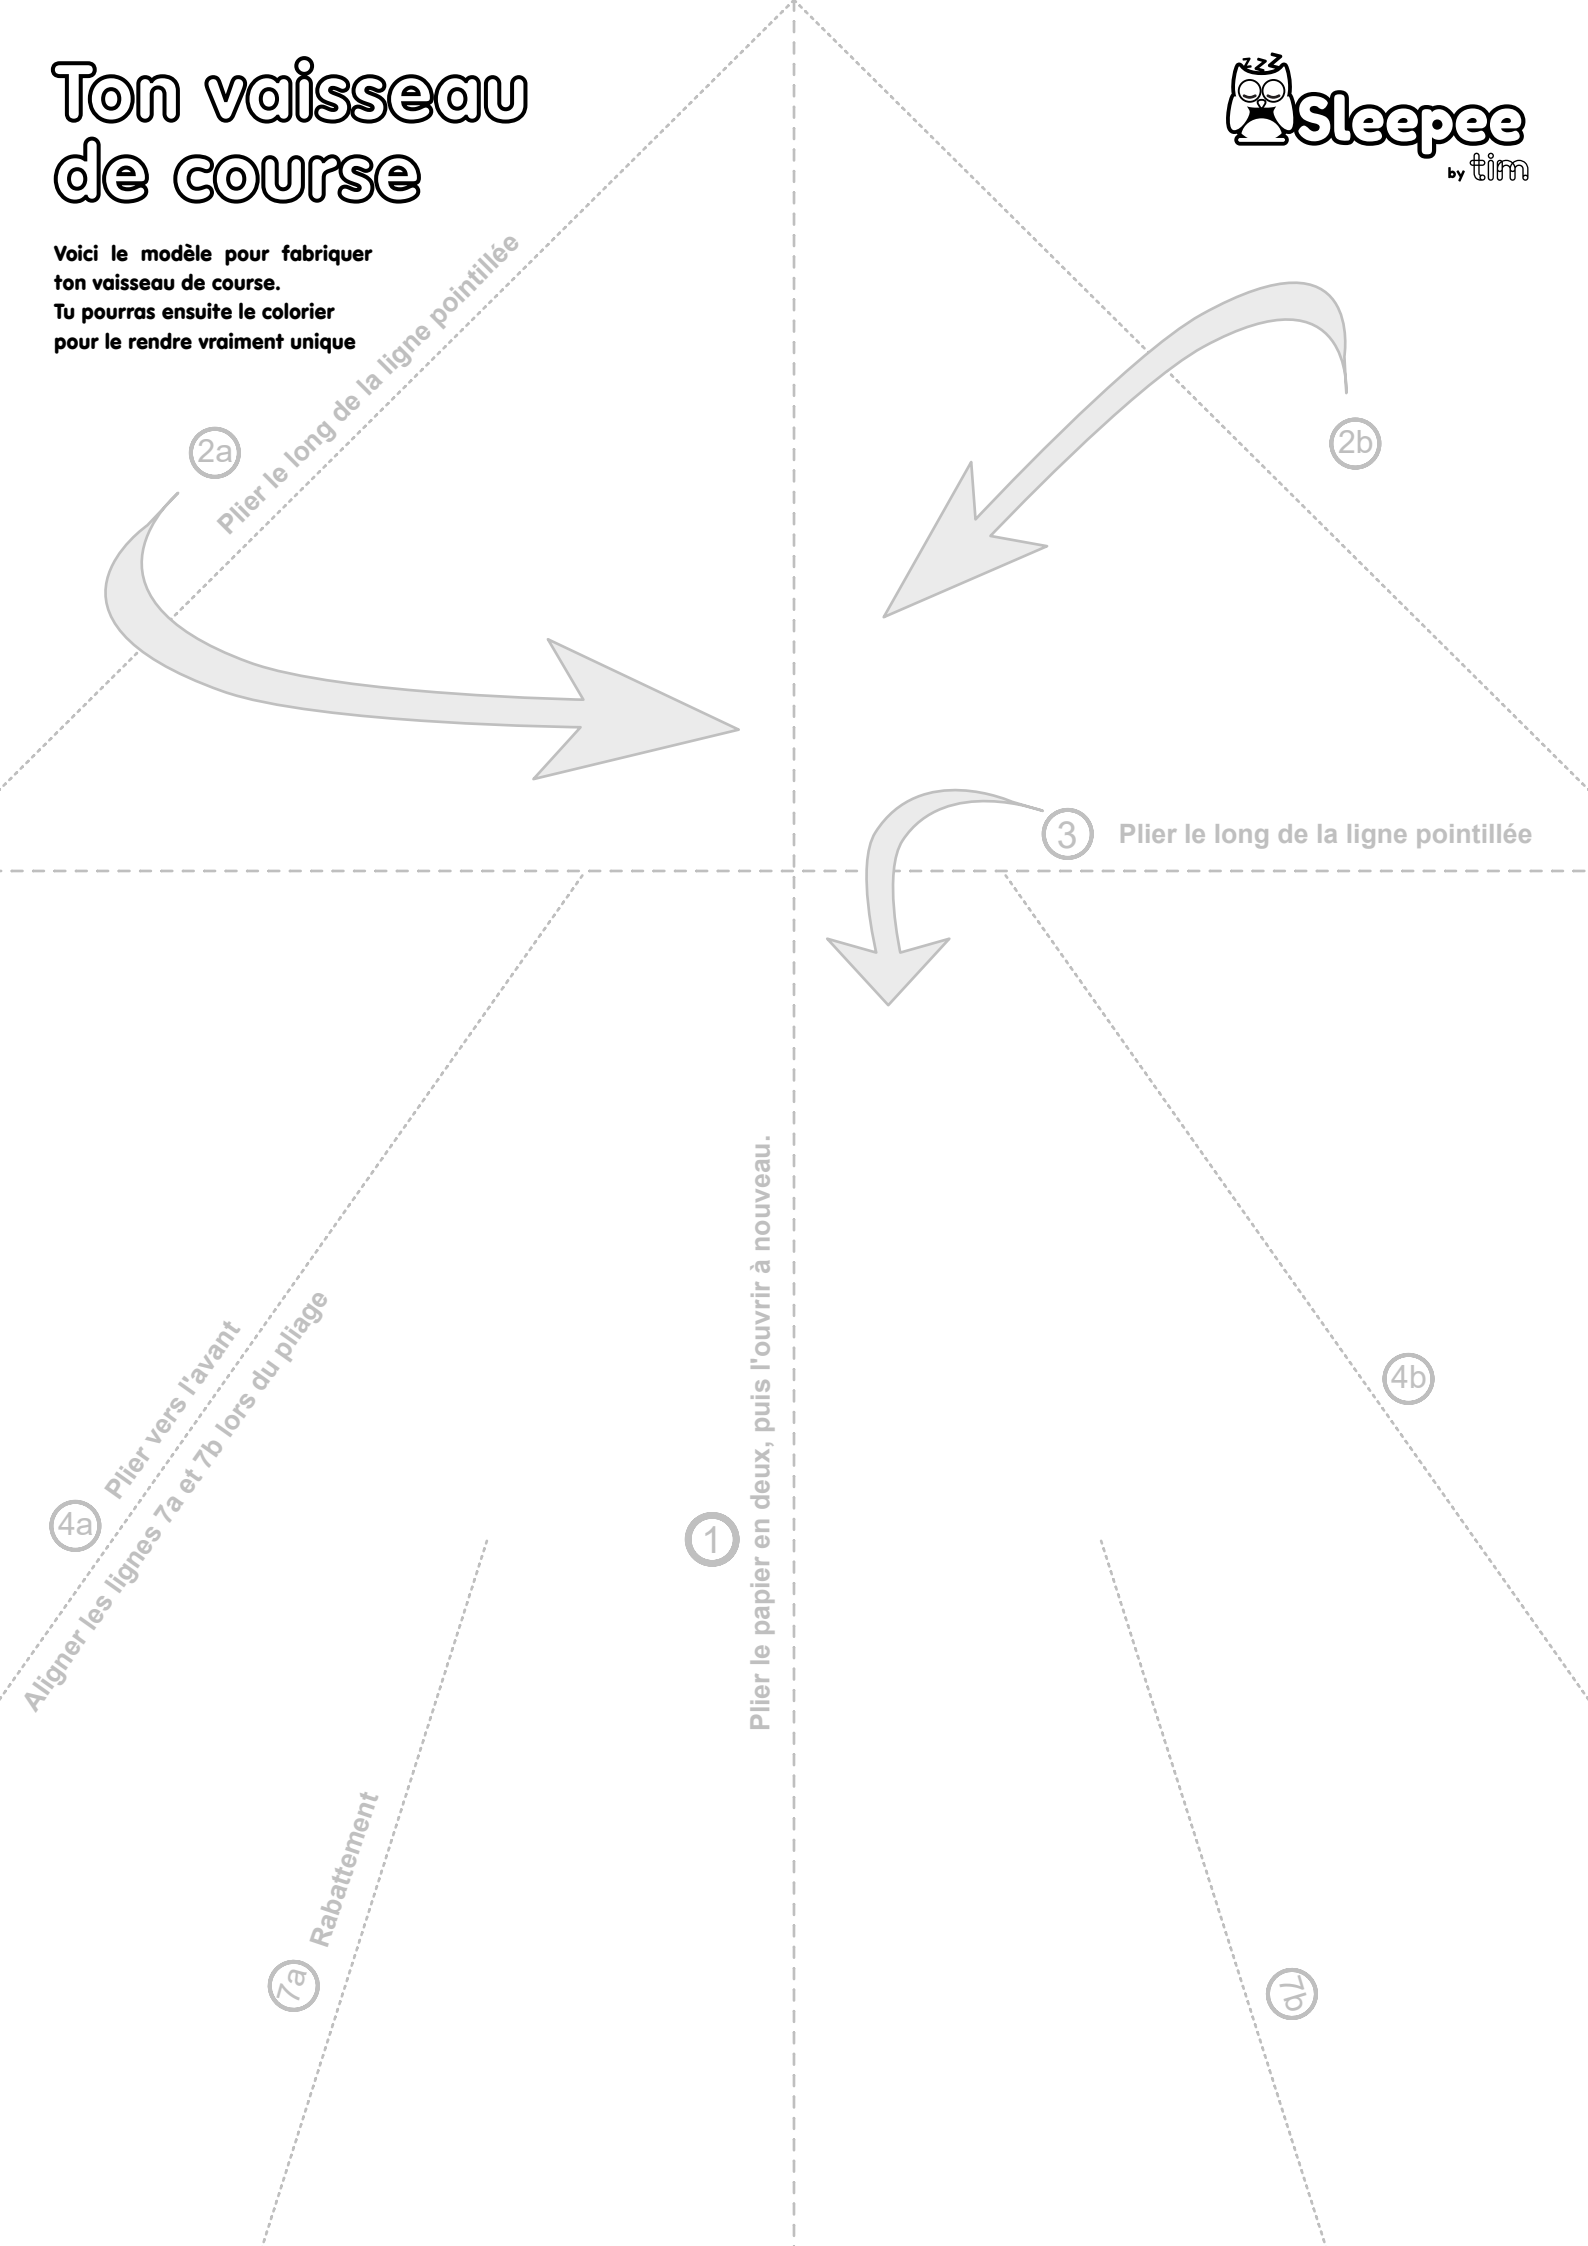 Ton vaisseau
de course
zzz
Sleepee
by tim
Voici le modèle pour fabriquer
ton vaisseau de course.
Tu pourras ensuite le colorier
pour le rendre vraiment unique
Plier le long de la ligne pointillée
2a
2b
3
Plier le long de la ligne pointillée
4a
Plier vers l'avant
Aligner les lignes 7a et 7b lors du pliage
4b
1
Plier le papier en deux, puis l'ouvrir à nouveau.
7a
Rabattement
7b